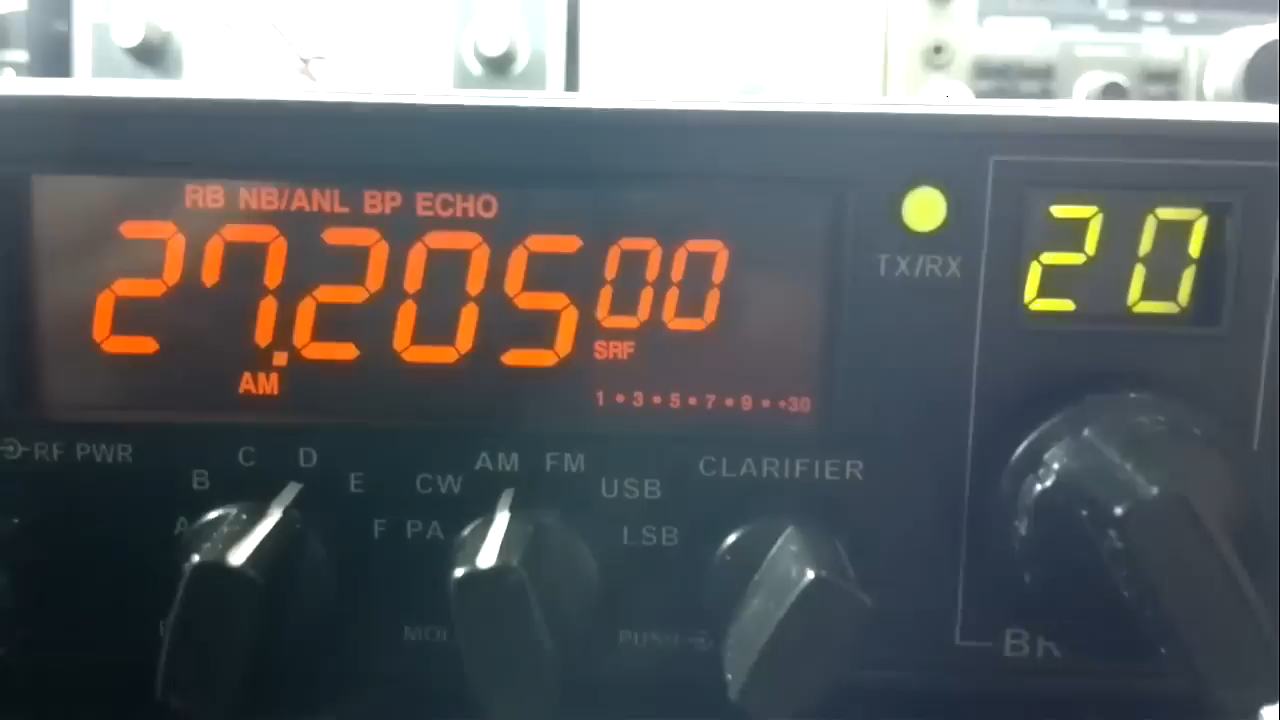 RB NB/ANL BP ECHO
27.20500
SRF
AM
1 • 3 • 5 • 7 • 9 • +30
TX/RX
20
RF PWR
A B C D E F
PA CW AM FM USB LSB
CLARIFIER
PUSH